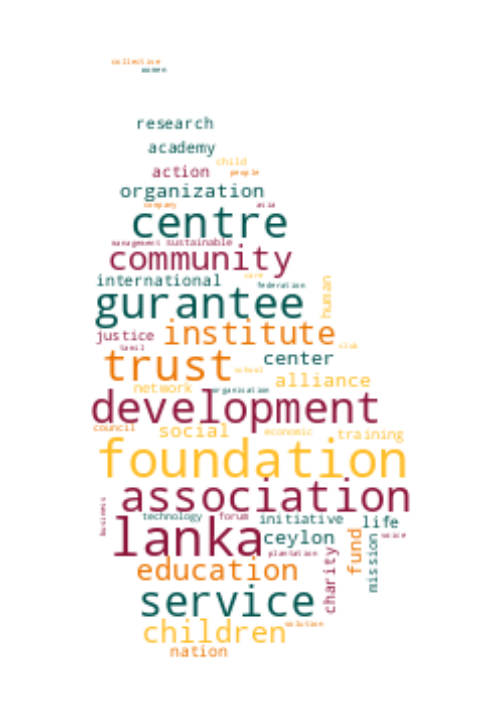 collective
women
research
academy
child
action people
organization
company asia
centre
management sustainable
community
care
international federation
human
gurantee
justice institute
tamil club
trust center
school
network organisation alliance
development
council social economic training
foundation
business
association
technology forum initiative life
lanka ceylon voice
plantation
fund
mission
education
charity
service
children solution
nation